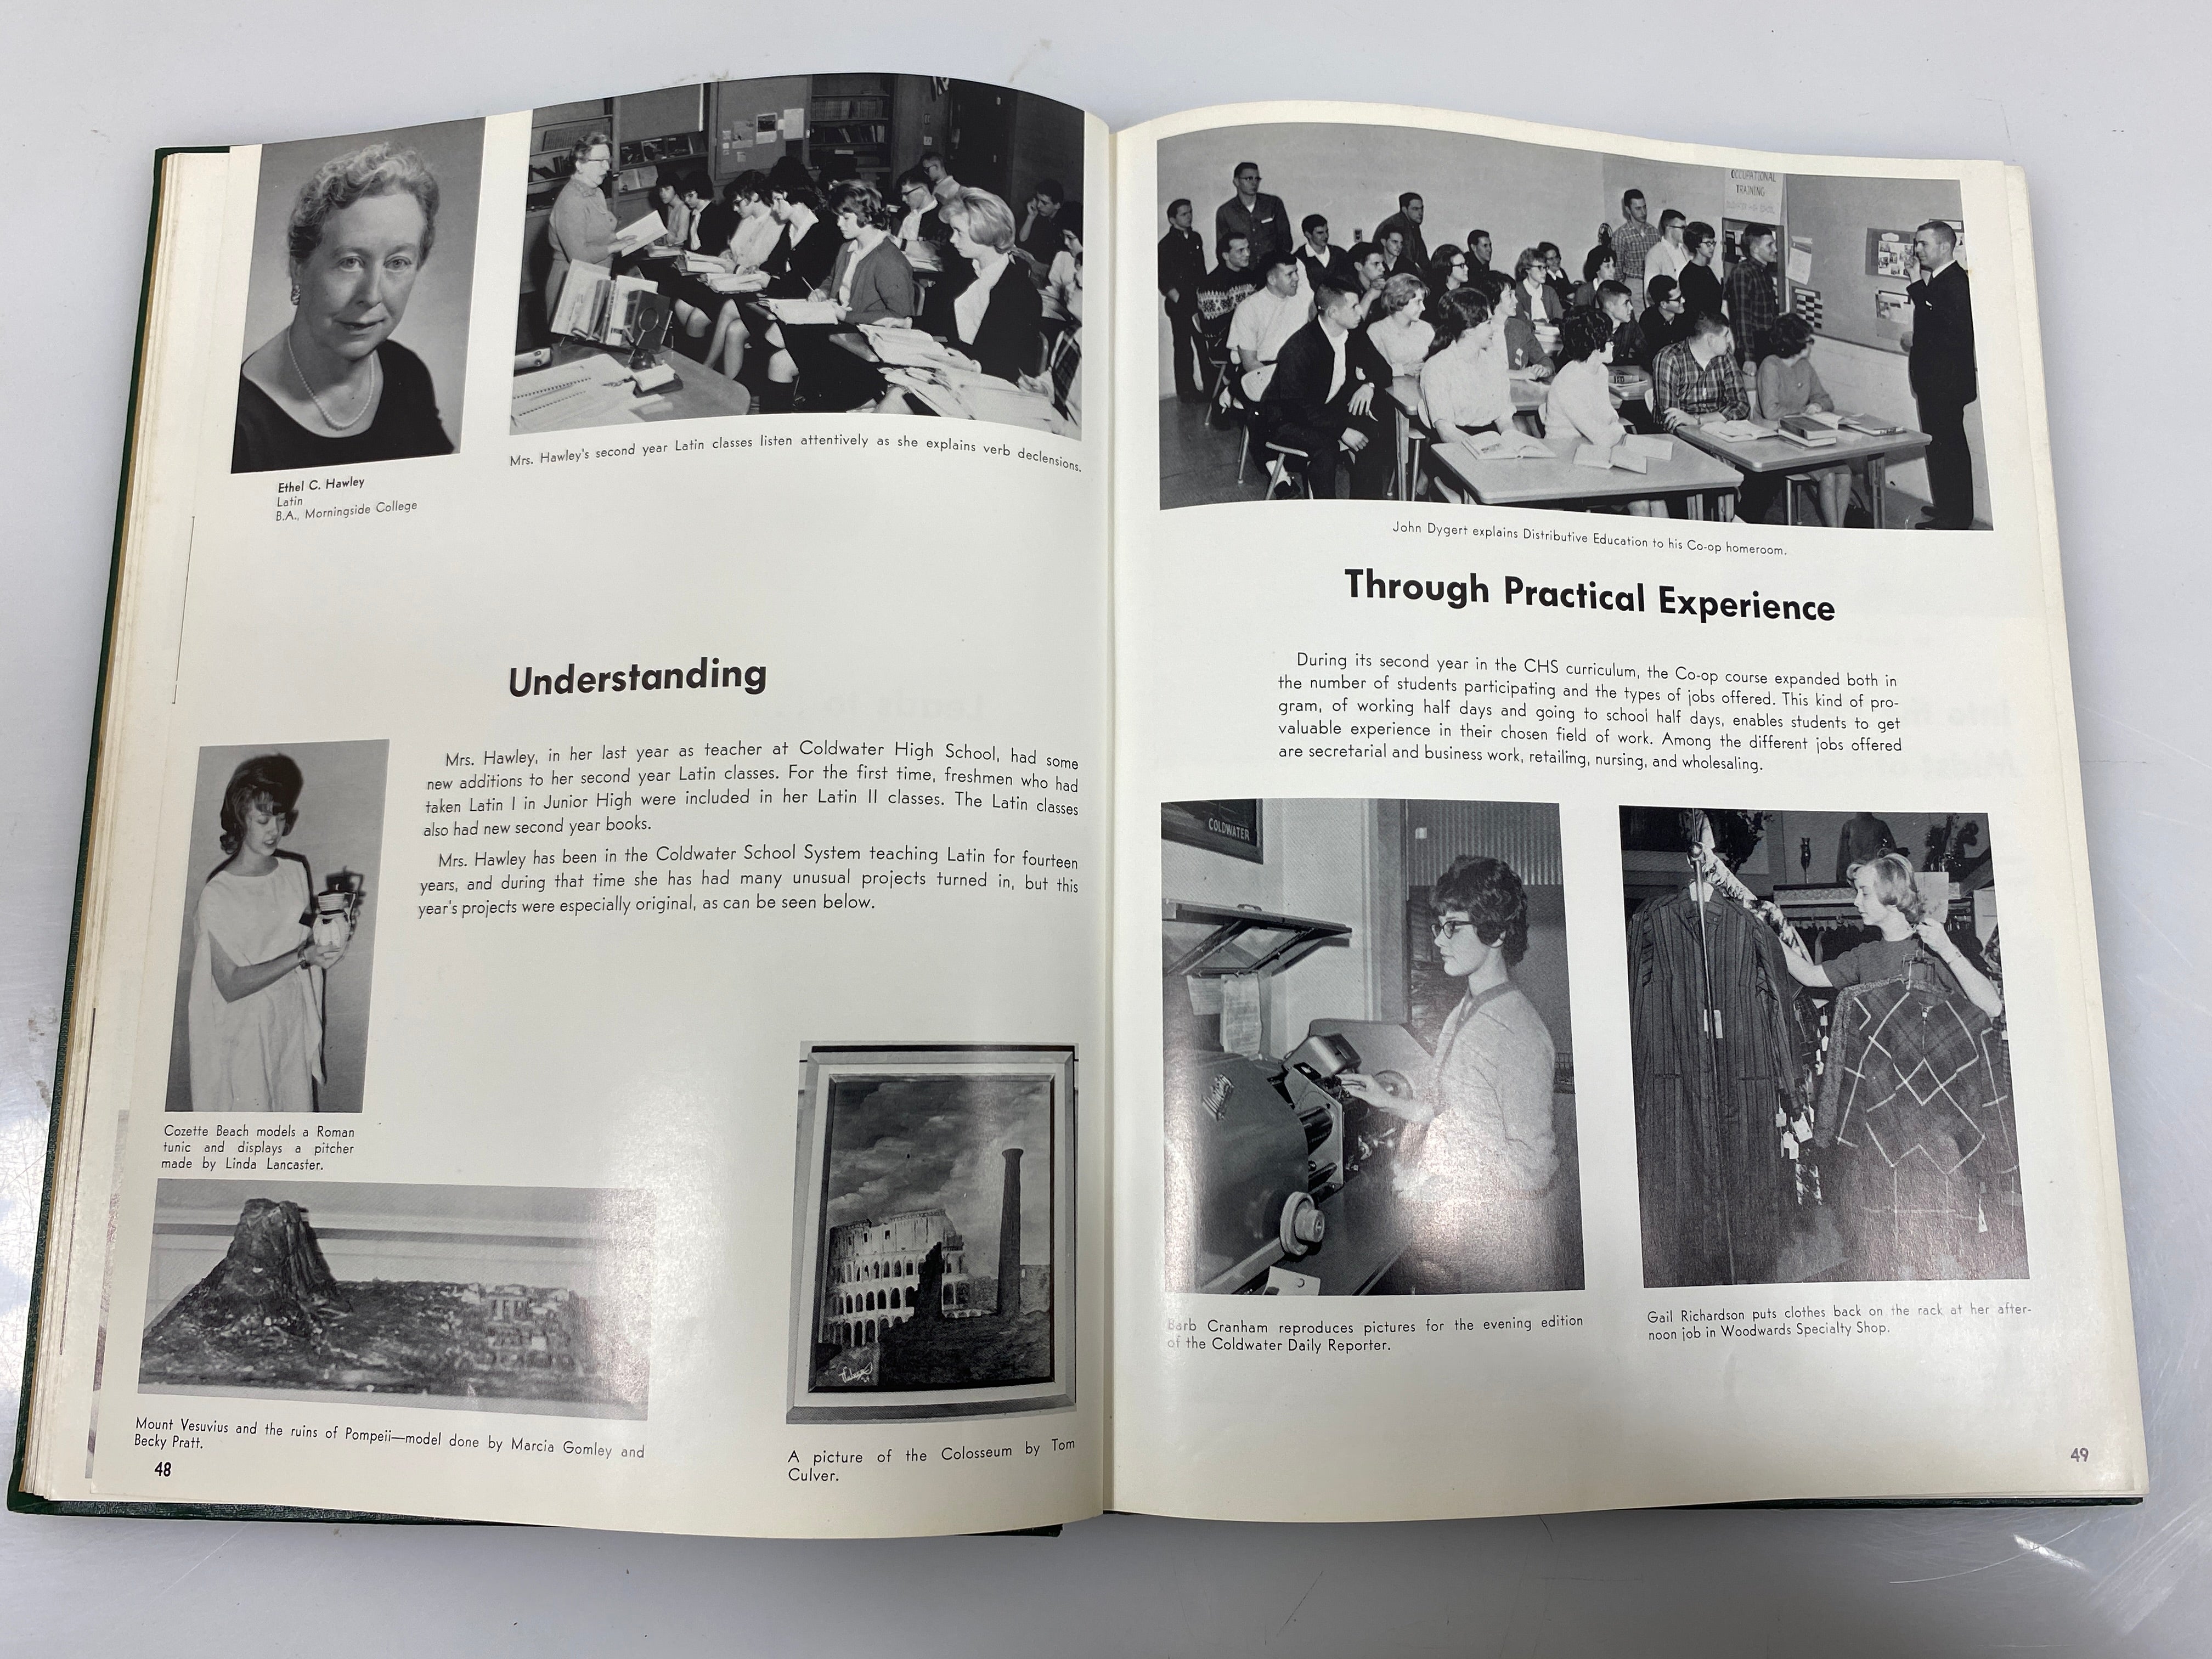 Ethel C. Hawley
Latin
B.A., Morningside College
Mrs. Hawley's second year Latin classes listen attentively as she explains verb declensions.
Understanding
Mrs. Hawley, in her last year as teacher at Coldwater High School, had some
new additions to her second year Latin classes. For the first time, freshmen who had
taken Latin I in Junior High were included in her Latin II classes. The Latin classes
also had new second year books.
Mrs. Hawley has been in the Coldwater School System teaching Latin for fourteen
years, and during that time she has had many unusual projects turned in, but this
year's projects were especially original, as can be seen below.
Cozette Beach models a Roman
tunic and displays a pitcher
made by Linda Lancaster.
Mount Vesuvius and the ruins of Pompeii—model done by Marcia Gomley and
Becky Pratt.
48
A picture of the Colosseum by Tom
Culver.
OCCUPATIONAL
TRAINING
John Dygert explains Distributive Education to his Co-op homeroom.
Through Practical Experience
During its second year in the CHS curriculum, the Co-op course expanded both in
the number of students participating and the types of jobs offered. This kind of pro-
gram, of working half days and going to school half days, enables students to get
valuable experience in their chosen field of work. Among the different jobs offered
are secretarial and business work, retailing, nursing, and wholesaling.
COLDWATER
Barb Cranham reproduces pictures for the evening edition
of the Coldwater Daily Reporter.
Gail Richardson puts clothes back on the rack at her after-
noon job in Woodwards Specialty Shop.
49